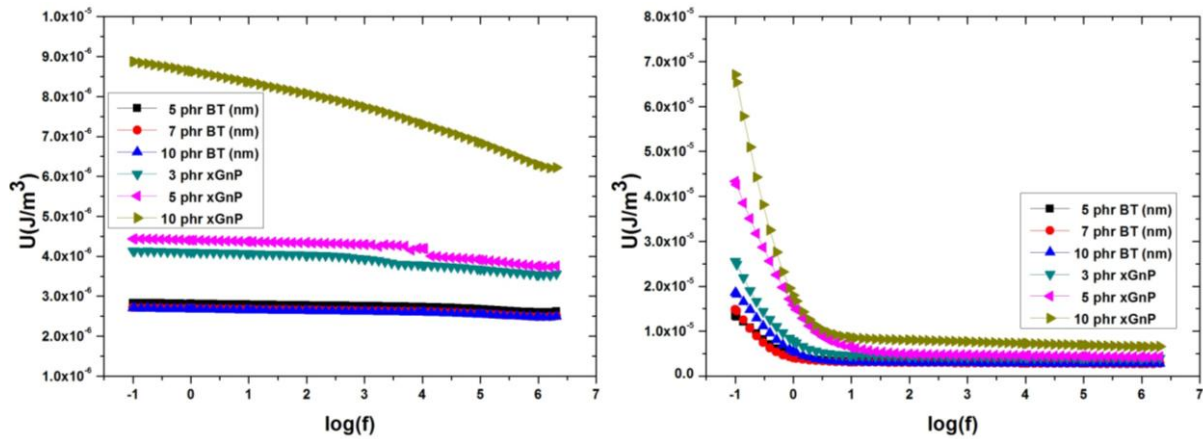 1.0x10⁻⁵
9.0x10⁻⁶
8.0x10⁻⁶
7.0x10⁻⁶
6.0x10⁻⁶
5.0x10⁻⁶
4.0x10⁻⁶
3.0x10⁻⁶
2.0x10⁻⁶
1.0x10⁻⁶
U(J/m³)
5 phr BT (nm)
7 phr BT (nm)
10 phr BT (nm)
3 phr xGnP
5 phr xGnP
10 phr xGnP
-1 0 1 2 3 4 5 6 7
log(f)
8.0x10⁻⁵
7.0x10⁻⁵
6.0x10⁻⁵
5.0x10⁻⁵
4.0x10⁻⁵
3.0x10⁻⁵
2.0x10⁻⁵
1.0x10⁻⁵
0.0
U(J/m³)
5 phr BT (nm)
7 phr BT (nm)
10 phr BT (nm)
3 phr xGnP
5 phr xGnP
10 phr xGnP
-1 0 1 2 3 4 5 6 7
log(f)